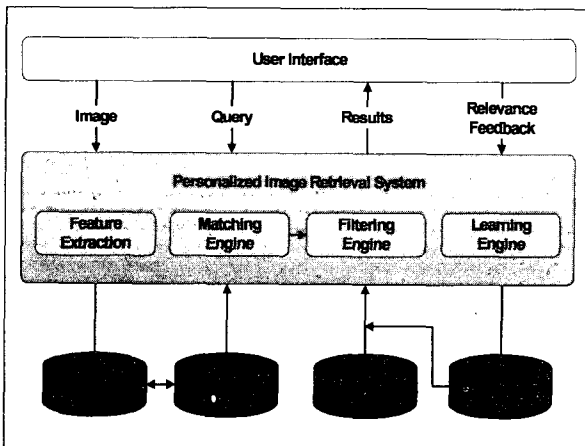 User Interface
Image
Query
Results
Relevance
Feedback
Personalized Image Retrieval System
Feature
Extraction
Matching
Engine
Filtering
Engine
Learning
Engine